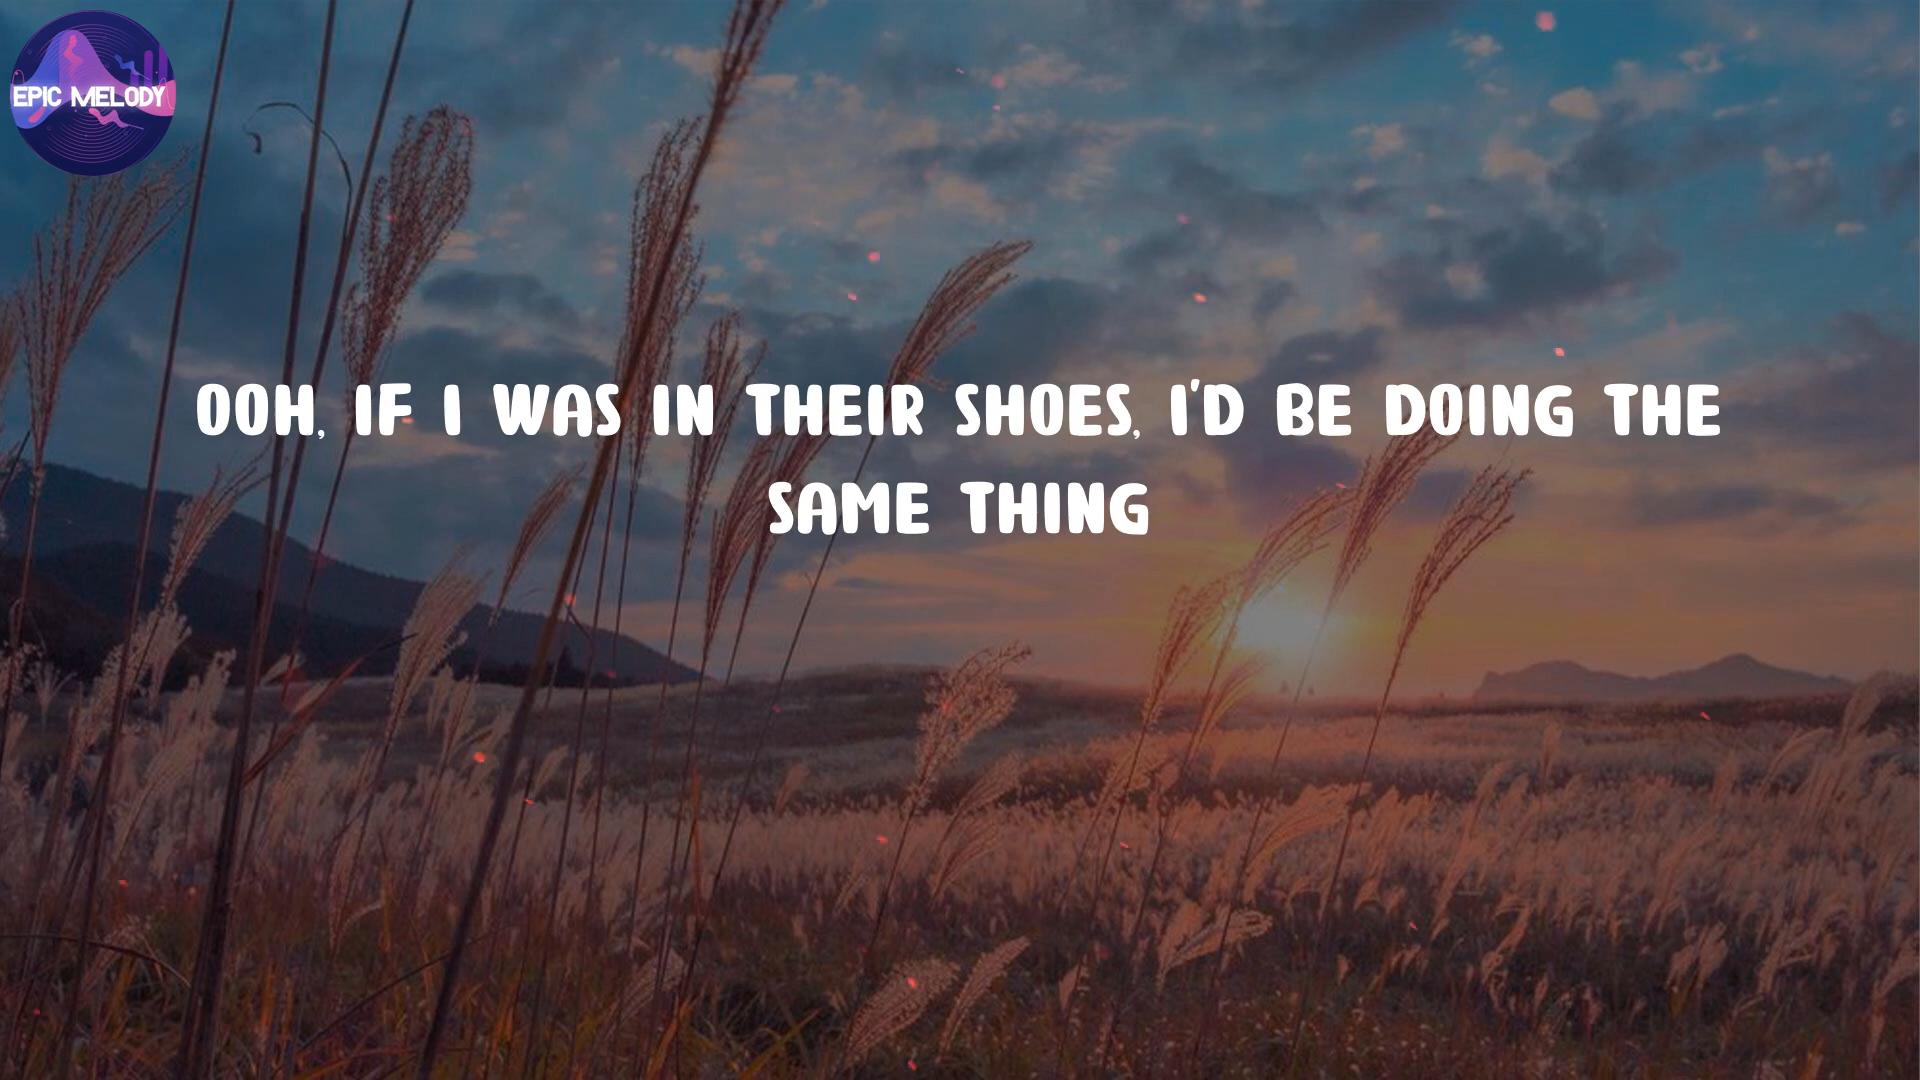 EPIC MELODY
OOH, IF I WAS IN THEIR SHOES, I'D BE DOING THE
SAME THING